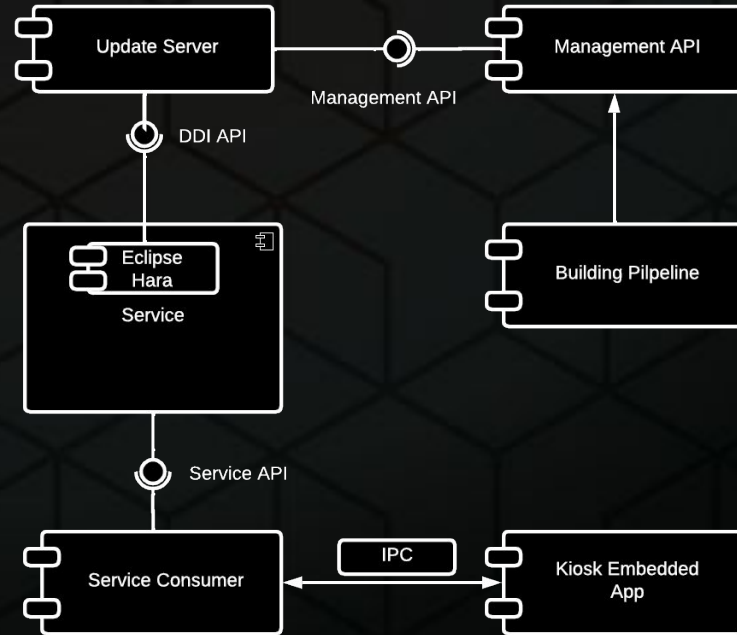 Update Server
Management API
Management API
DDI API
Eclipse
Hara
Service
Building Pilpeline
Service API
Service Consumer
IPC
Kiosk Embedded
App